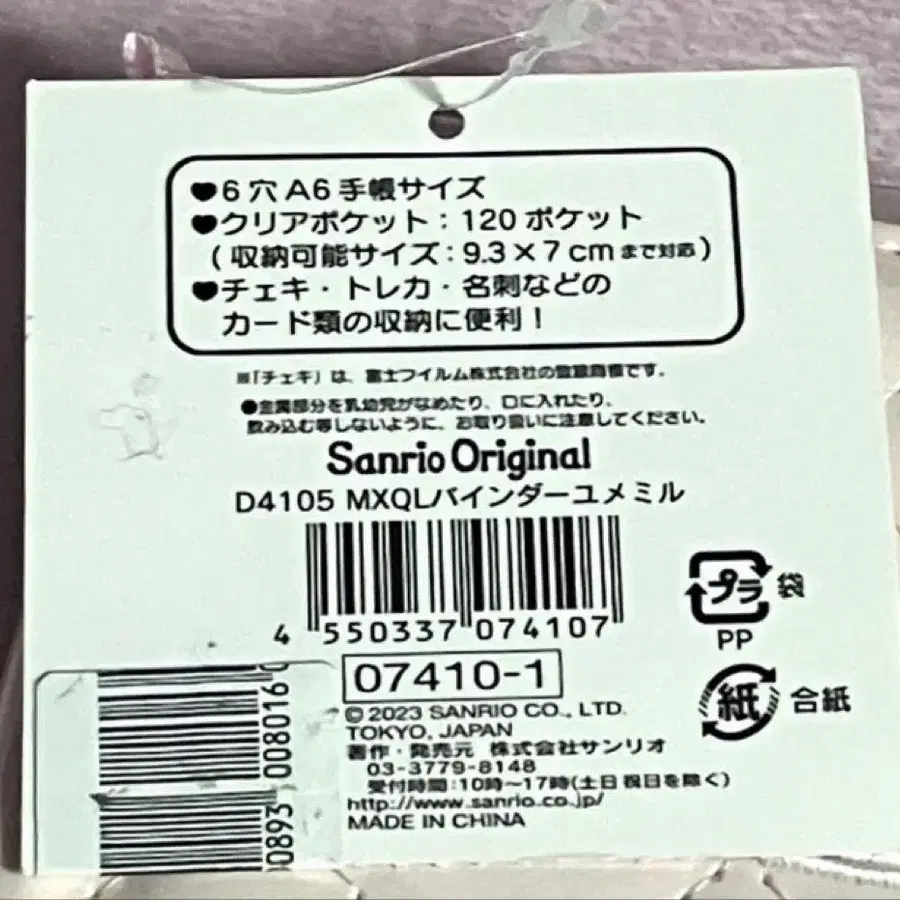 ♥6穴A6手帳サイズ
♥クリアポケット：120ポケット
(収納可能サイズ：9.3×7cmまで対応)
♥チェキ・トレカ・名刺などの
カード類の収納に便利！
※「チェキ」は、富士フイルム株式会社の登録商標です。
●金属部分を乳幼児がなめたり、口に入れたり、
飲み込む等しないように、お取り扱いに注意してください。
Sanrio Original
D4105 MXQLバインダーユメミル
4 550337 074107
07410-1
プラ 袋
PP
紙 台紙
© 2023 SANRIO CO., LTD.
TOKYO, JAPAN
著作・発売元 株式会社サンリオ
03-3779-8148
受付時間：10時～17時(土日祝日を除く)
http://www.sanrio.co.jp/
MADE IN CHINA